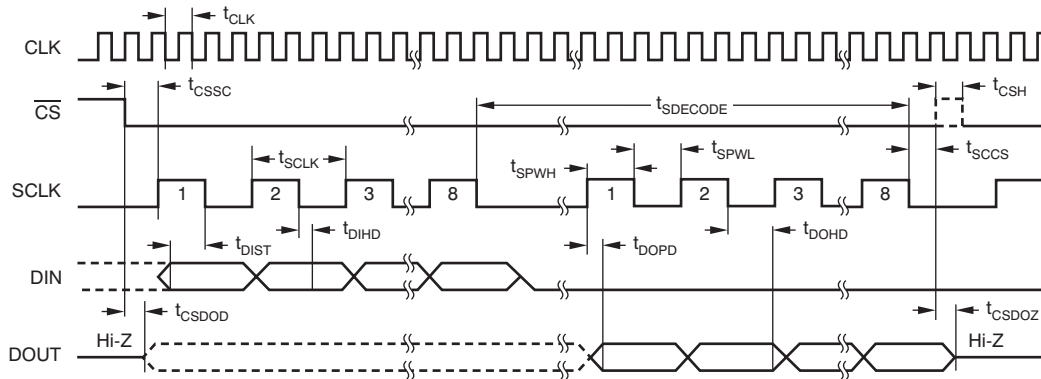 tCLK
CLK
tCSSC
tCSH
CS
tSDECODE
tSCLK
tSPWH
tSPWL
tSCCS
SCLK
1 2 3 8 1 2 3 8
tDIST
tDIHD
tDOPD
tDOHD
DIN
tCSDOD
tCSDOZ
Hi-Z
Hi-Z
DOUT